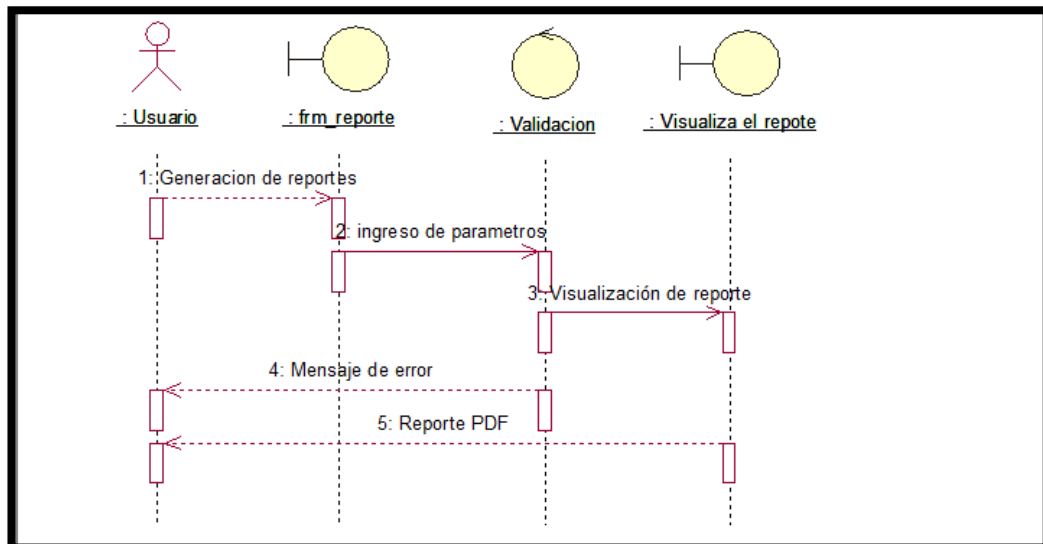 : Usuario
: frm_reporte
: Validacion
: Visualiza el repote
1: Generacion de reportes
2: ingreso de parametros
3: Visualización de reporte
4: Mensaje de error
5: Reporte PDF